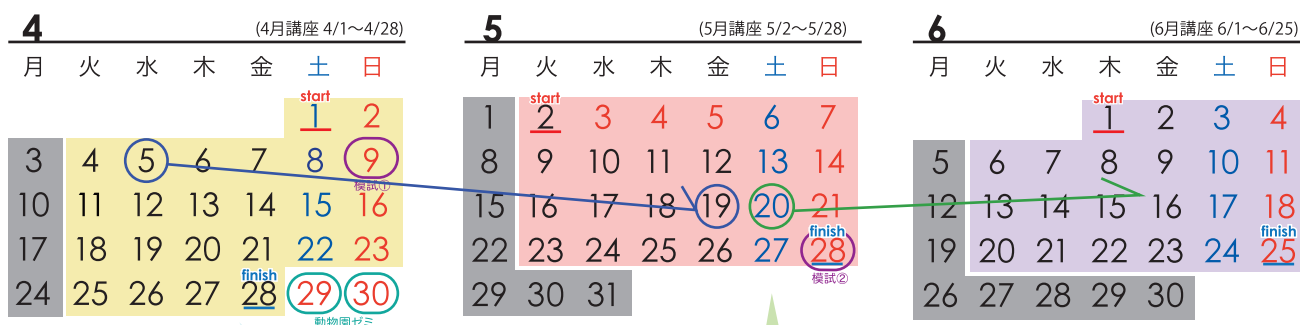 4 (4月講座 4/1〜4/28)
月 火 水 木 金 土 日
start
1 2
3 4 5 6 7 8 9
模試①
10 11 12 13 14 15 16
17 18 19 20 21 22 23
finish
24 25 26 27 28 29 30
動物園ゼミ
5 (5月講座 5/2〜5/28)
月 火 水 木 金 土 日
start
1 2 3 4 5 6 7
8 9 10 11 12 13 14
15 16 17 18 19 20 21
finish
22 23 24 25 26 27 28
模試②
29 30 31
6 (6月講座 6/1〜6/25)
月 火 水 木 金 土 日
start
1 2 3 4
5 6 7 8 9 10 11
12 13 14 15 16 17 18
finish
19 20 21 22 23 24 25
26 27 28 29 30